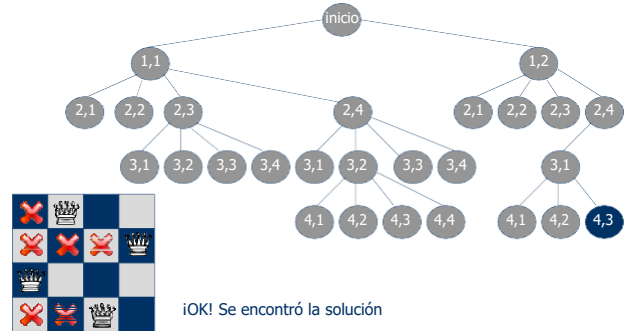 inicio
1,1 1,2
2,1 2,2 2,3 2,4 2,1 2,2 2,3 2,4
3,1 3,2 3,3 3,4 3,1 3,2 3,3 3,4 3,1
4,1 4,2 4,3 4,4 4,1 4,2 4,3
¡OK! Se encontró la solución